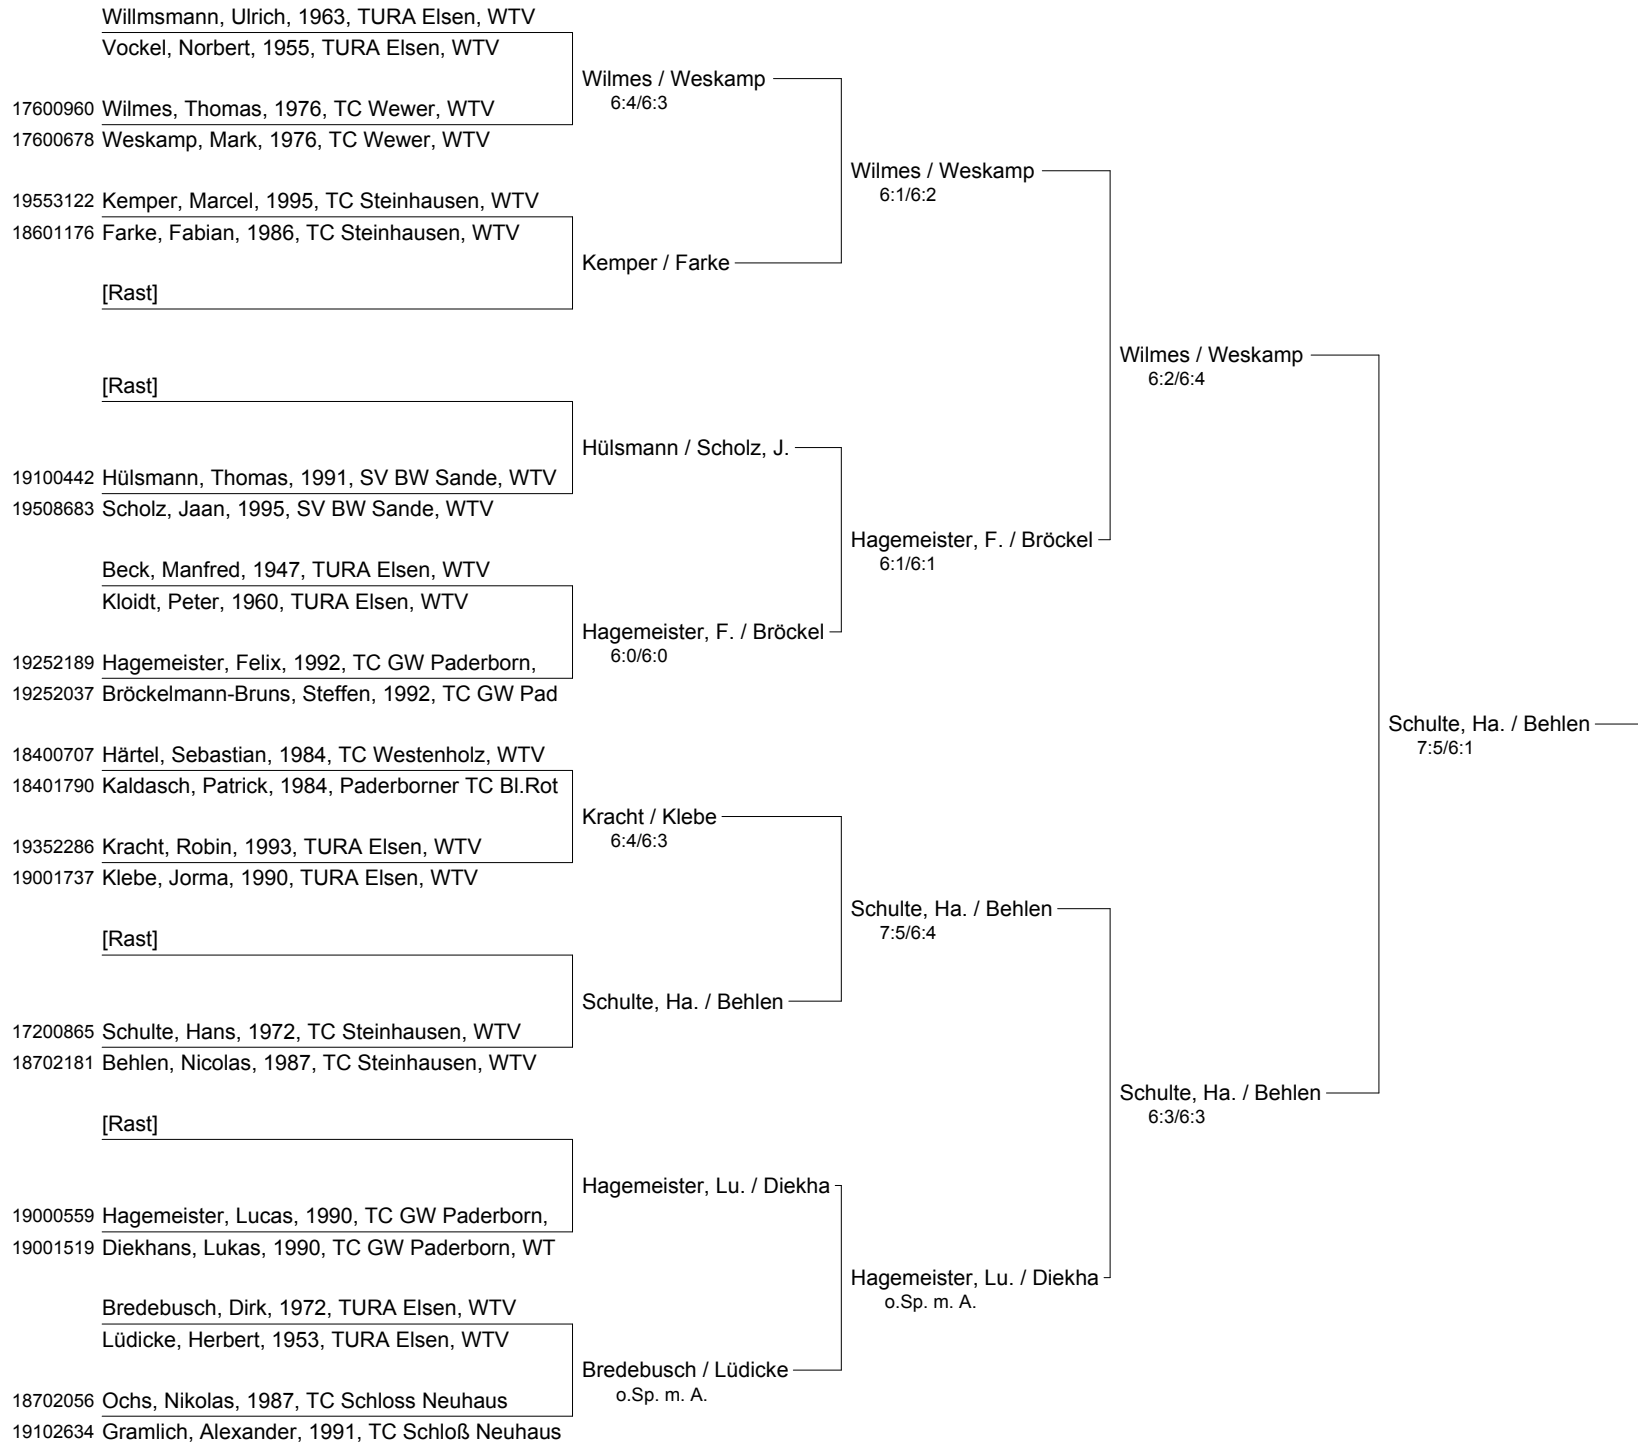 Willmsmann, Ulrich, 1963, TURA Elsen, WTV
Vockel, Norbert, 1955, TURA Elsen, WTV
Wilmes / Weskamp
6:4/6:3
17600960 Wilmes, Thomas, 1976, TC Wewer, WTV
17600678 Weskamp, Mark, 1976, TC Wewer, WTV
Wilmes / Weskamp
6:1/6:2
19553122 Kemper, Marcel, 1995, TC Steinhausen, WTV
18601176 Farke, Fabian, 1986, TC Steinhausen, WTV
Kemper / Farke
[Rast]
Wilmes / Weskamp
6:2/6:4
[Rast]
Hülsmann / Scholz, J.
19100442 Hülsmann, Thomas, 1991, SV BW Sande, WTV
19508683 Scholz, Jaan, 1995, SV BW Sande, WTV
Hagemeister, F. / Bröckel
6:1/6:1
Beck, Manfred, 1947, TURA Elsen, WTV
Kloidt, Peter, 1960, TURA Elsen, WTV
Hagemeister, F. / Bröckel
6:0/6:0
19252189 Hagemeister, Felix, 1992, TC GW Paderborn,
19252037 Bröckelmann-Bruns, Steffen, 1992, TC GW Pad
Schulte, Ha. / Behlen
7:5/6:1
18400707 Härtel, Sebastian, 1984, TC Westenholz, WTV
18401790 Kaldasch, Patrick, 1984, Paderborner TC Bl.Rot
Kracht / Klebe
6:4/6:3
19352286 Kracht, Robin, 1993, TURA Elsen, WTV
19001737 Klebe, Jorma, 1990, TURA Elsen, WTV
Schulte, Ha. / Behlen
7:5/6:4
[Rast]
Schulte, Ha. / Behlen
17200865 Schulte, Hans, 1972, TC Steinhausen, WTV
18702181 Behlen, Nicolas, 1987, TC Steinhausen, WTV
Schulte, Ha. / Behlen
6:3/6:3
[Rast]
Hagemeister, Lu. / Diekha
19000559 Hagemeister, Lucas, 1990, TC GW Paderborn,
19001519 Diekhans, Lukas, 1990, TC GW Paderborn, WT
Hagemeister, Lu. / Diekha
o.Sp. m. A.
Bredebusch, Dirk, 1972, TURA Elsen, WTV
Lüdicke, Herbert, 1953, TURA Elsen, WTV
Bredebusch / Lüdicke
o.Sp. m. A.
18702056 Ochs, Nikolas, 1987, TC Schloss Neuhaus
19102634 Gramlich, Alexander, 1991, TC Schloß Neuhaus